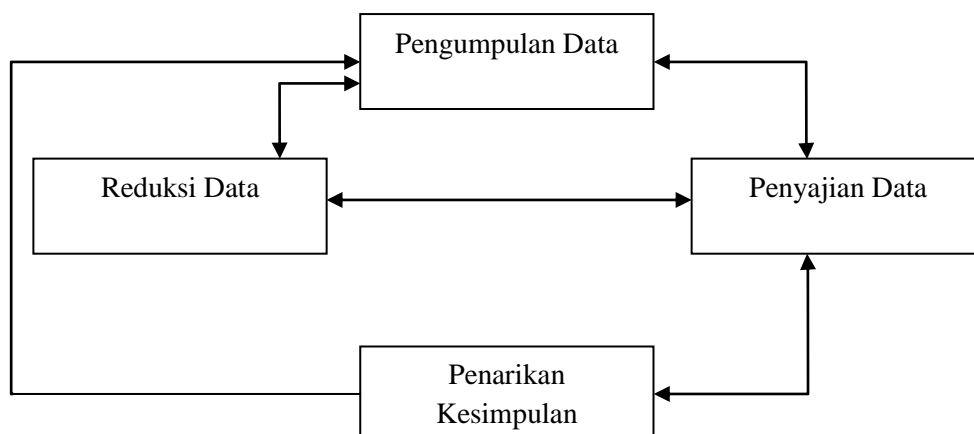 Pengumpulan Data
Reduksi Data
Penyajian Data
Penarikan
Kesimpulan